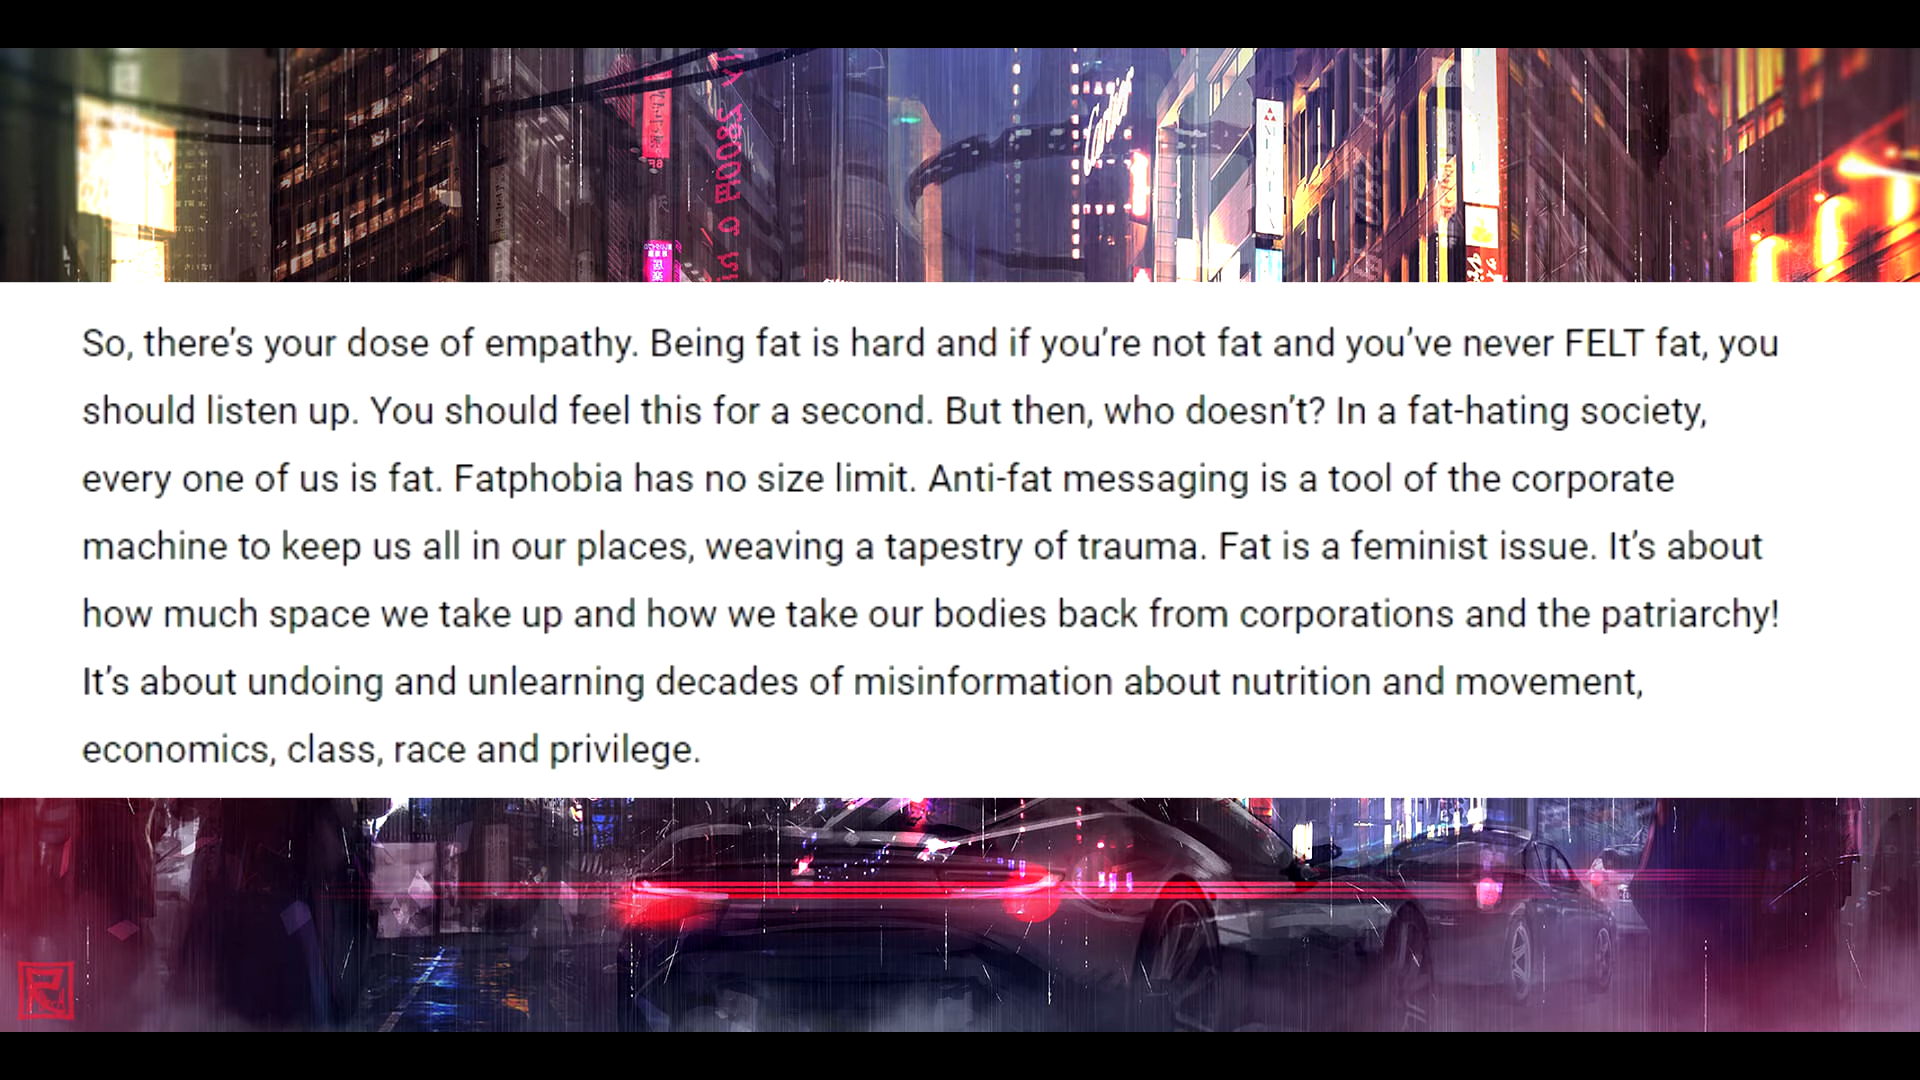 So, there’s your dose of empathy. Being fat is hard and if you’re not fat and you’ve never FELT fat, you
should listen up. You should feel this for a second. But then, who doesn’t? In a fat-hating society,
every one of us is fat. Fatphobia has no size limit. Anti-fat messaging is a tool of the corporate
machine to keep us all in our places, weaving a tapestry of trauma. Fat is a feminist issue. It’s about
how much space we take up and how we take our bodies back from corporations and the patriarchy!
It’s about undoing and unlearning decades of misinformation about nutrition and movement,
economics, class, race and privilege.